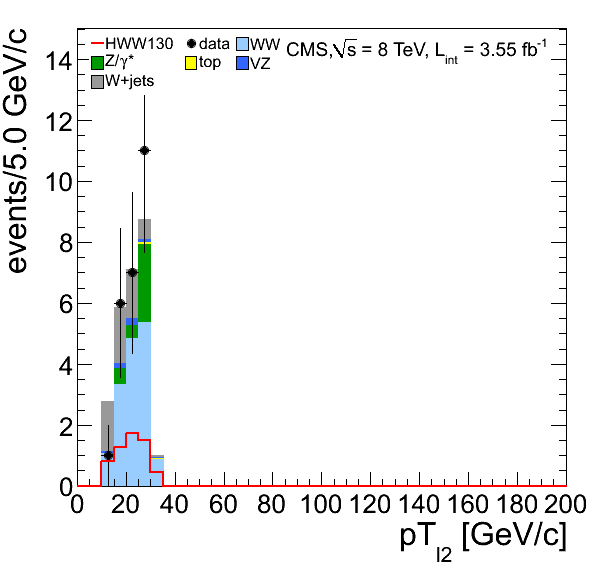 HWW130 data WW CMS,√s = 8 TeV, L_int = 3.55 fb⁻¹
Z/γ* top VZ
W+jets
events/5.0 GeV/c
14
12
10
8
6
4
2
0
0 20 40 60 80 100 120 140 160 180 200
pT_l2 [GeV/c]